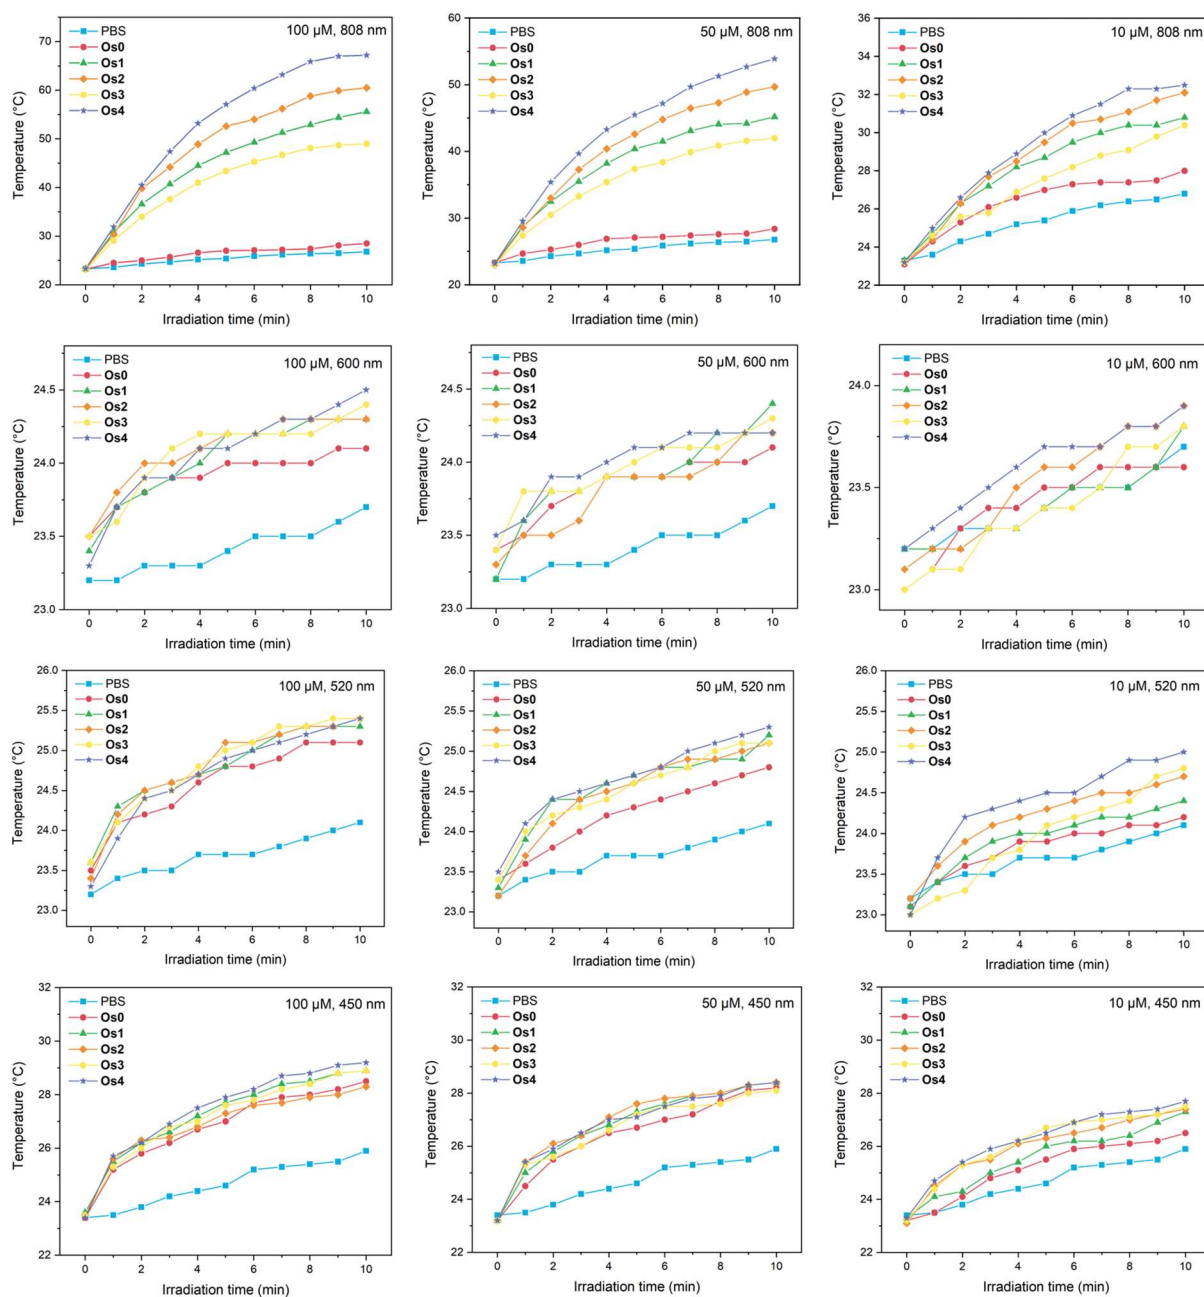 100 µM, 808 nm
PBS
Os0
Os1
Os2
Os3
Os4
Temperature (°C)
70
60
50
40
30
20
0 2 4 6 8 10
Irradiation time (min)
50 µM, 808 nm
PBS
Os0
Os1
Os2
Os3
Os4
Temperature (°C)
60
50
40
30
20
0 2 4 6 8 10
Irradiation time (min)
10 µM, 808 nm
PBS
Os0
Os1
Os2
Os3
Os4
Temperature (°C)
36
34
32
30
28
26
24
22
0 2 4 6 8 10
Irradiation time (min)
100 µM, 600 nm
PBS
Os0
Os1
Os2
Os3
Os4
Temperature (°C)
24.5
24.0
23.5
23.0
0 2 4 6 8 10
Irradiation time (min)
50 µM, 600 nm
PBS
Os0
Os1
Os2
Os3
Os4
Temperature (°C)
24.5
24.0
23.5
23.0
0 2 4 6 8 10
Irradiation time (min)
10 µM, 600 nm
PBS
Os0
Os1
Os2
Os3
Os4
Temperature (°C)
24.0
23.5
23.0
0 2 4 6 8 10
Irradiation time (min)
100 µM, 520 nm
PBS
Os0
Os1
Os2
Os3
Os4
Temperature (°C)
26.0
25.5
25.0
24.5
24.0
23.5
23.0
0 2 4 6 8 10
Irradiation time (min)
50 µM, 520 nm
PBS
Os0
Os1
Os2
Os3
Os4
Temperature (°C)
26.0
25.5
25.0
24.5
24.0
23.5
23.0
0 2 4 6 8 10
Irradiation time (min)
10 µM, 520 nm
PBS
Os0
Os1
Os2
Os3
Os4
Temperature (°C)
26.0
25.5
25.0
24.5
24.0
23.5
23.0
0 2 4 6 8 10
Irradiation time (min)
100 µM, 450 nm
PBS
Os0
Os1
Os2
Os3
Os4
Temperature (°C)
32
30
28
26
24
22
0 2 4 6 8 10
Irradiation time (min)
50 µM, 450 nm
PBS
Os0
Os1
Os2
Os3
Os4
Temperature (°C)
32
30
28
26
24
22
0 2 4 6 8 10
Irradiation time (min)
10 µM, 450 nm
PBS
Os0
Os1
Os2
Os3
Os4
Temperature (°C)
32
30
28
26
24
22
0 2 4 6 8 10
Irradiation time (min)